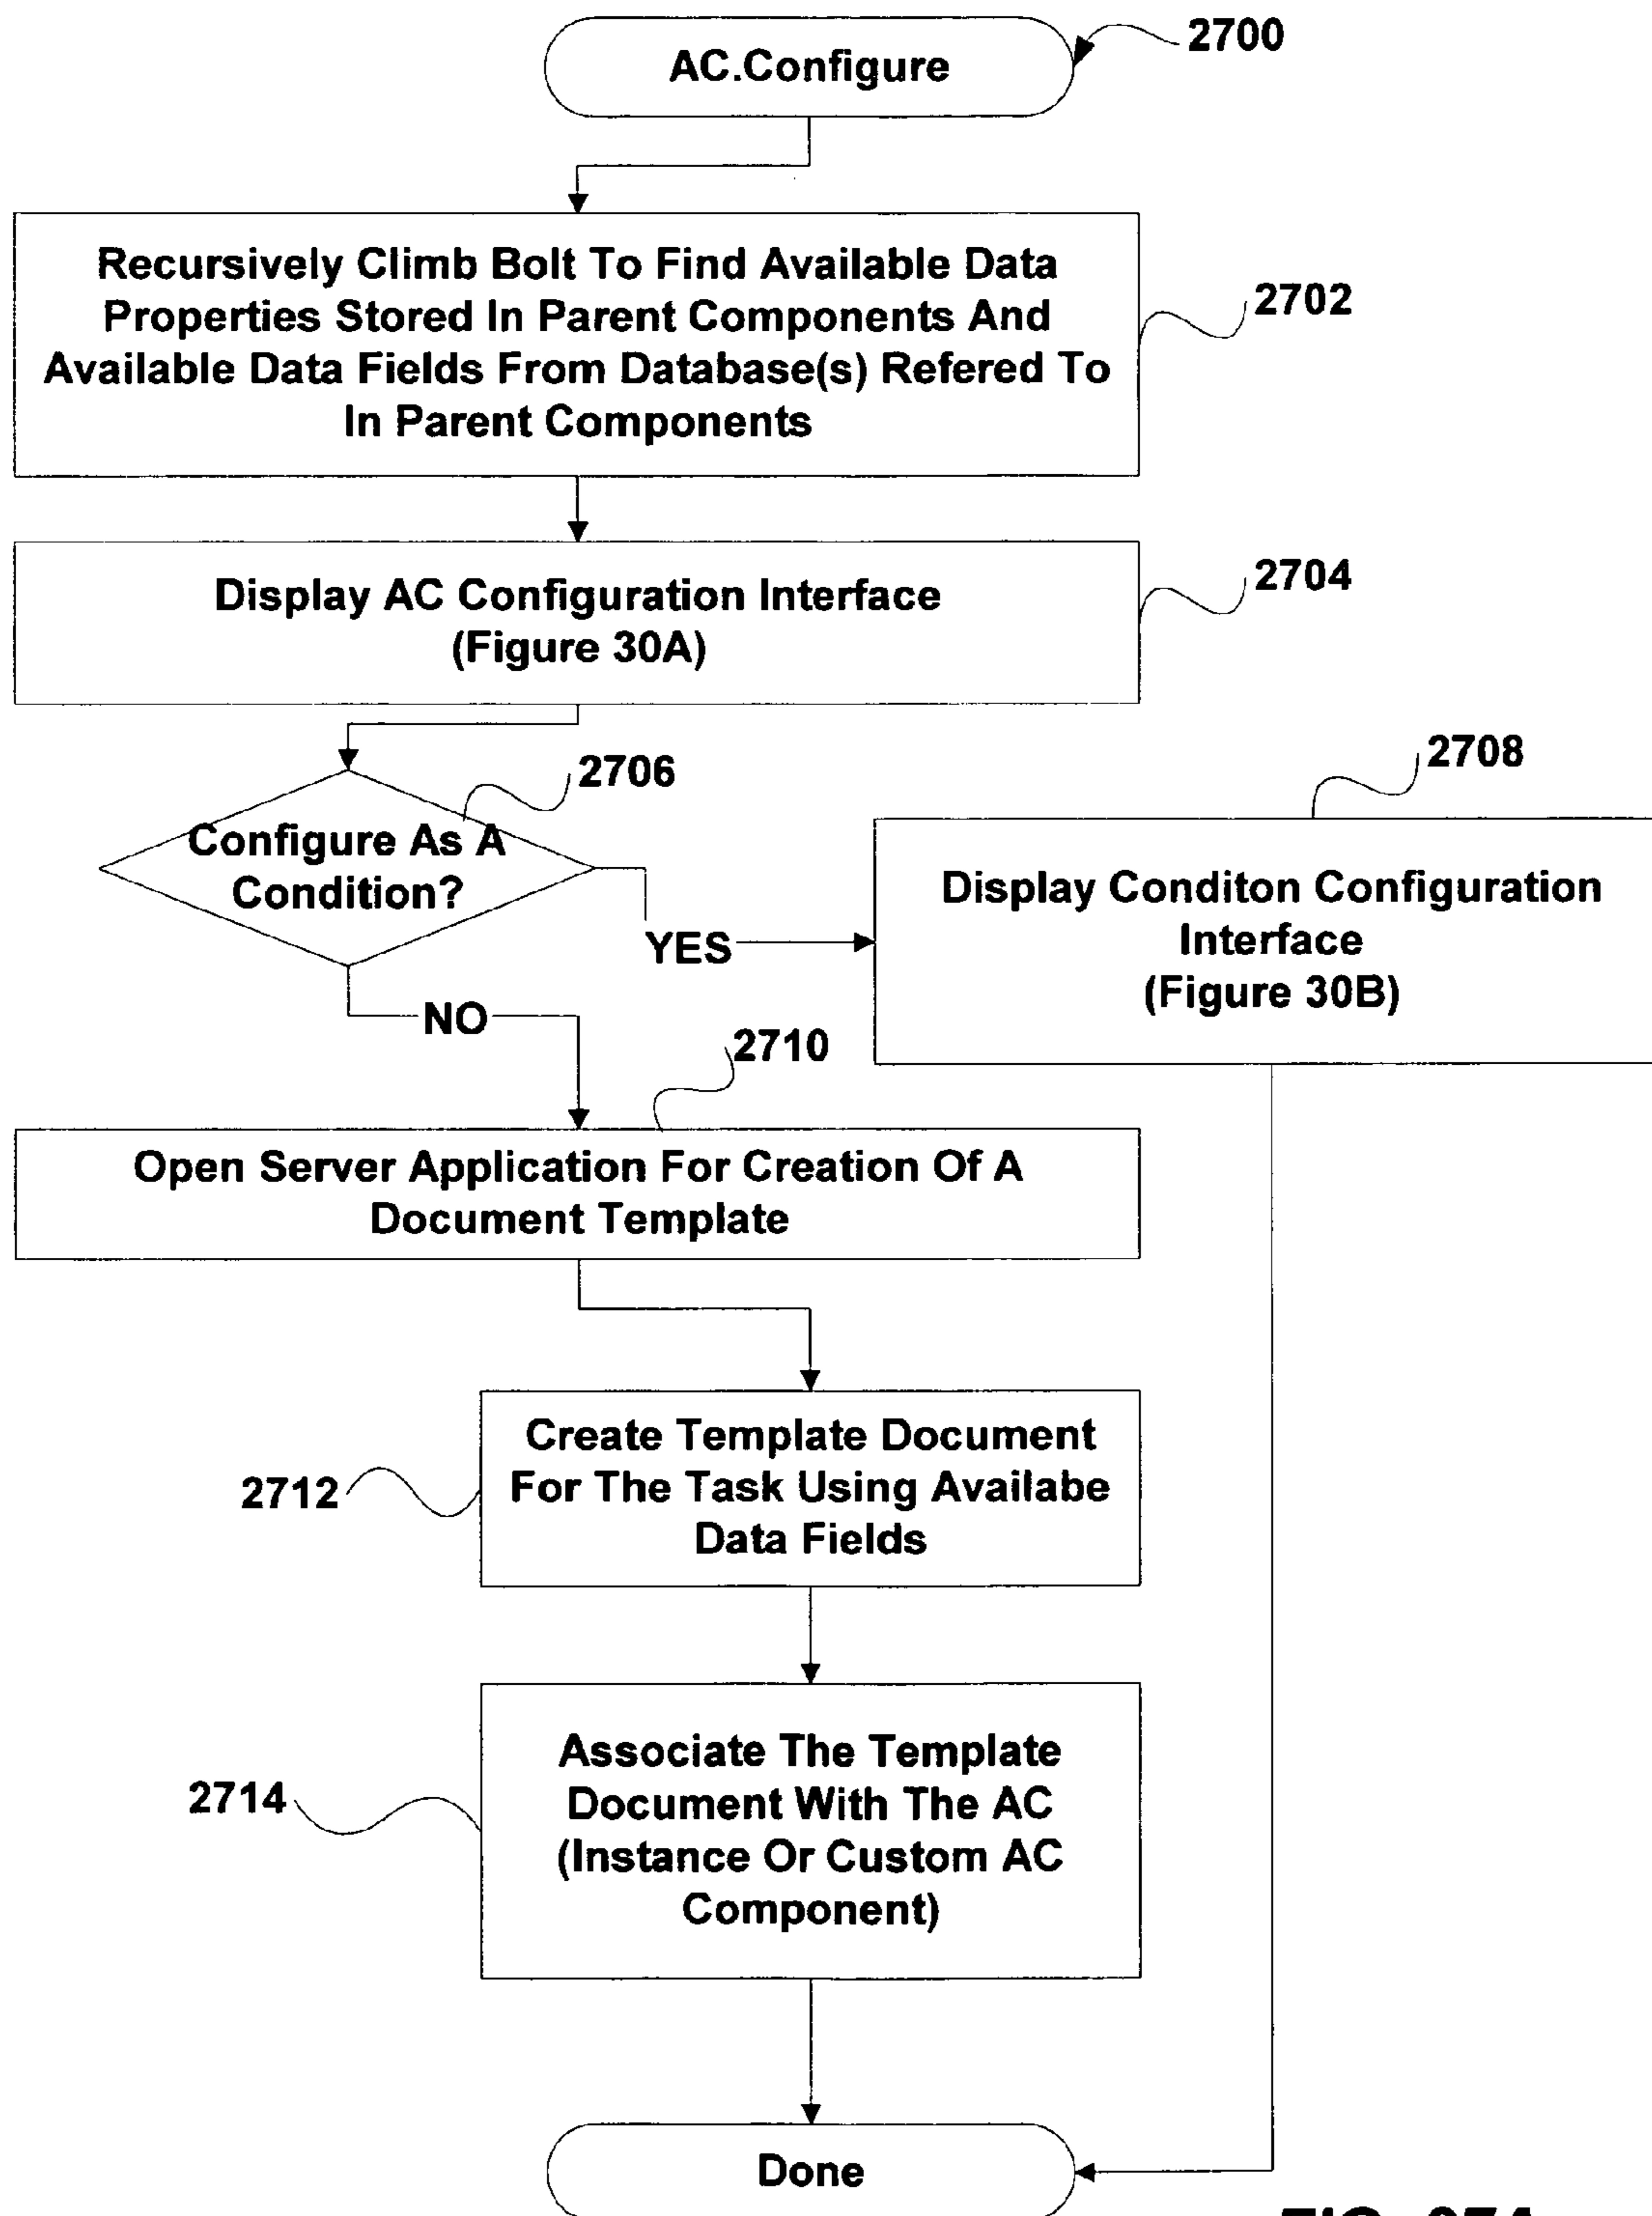 AC.Configure
2700
Recursively Climb Bolt To Find Available Data
Properties Stored In Parent Components And
Available Data Fields From Database(s) Refered To
In Parent Components
2702
Display AC Configuration Interface
(Figure 30A)
2704
2706
Configure As A
Condition?
YES
NO
2708
Display Conditon Configuration
Interface
(Figure 30B)
2710
Open Server Application For Creation Of A
Document Template
2712
Create Template Document
For The Task Using Availabe
Data Fields
2714
Associate The Template
Document With The AC
(Instance Or Custom AC
Component)
Done